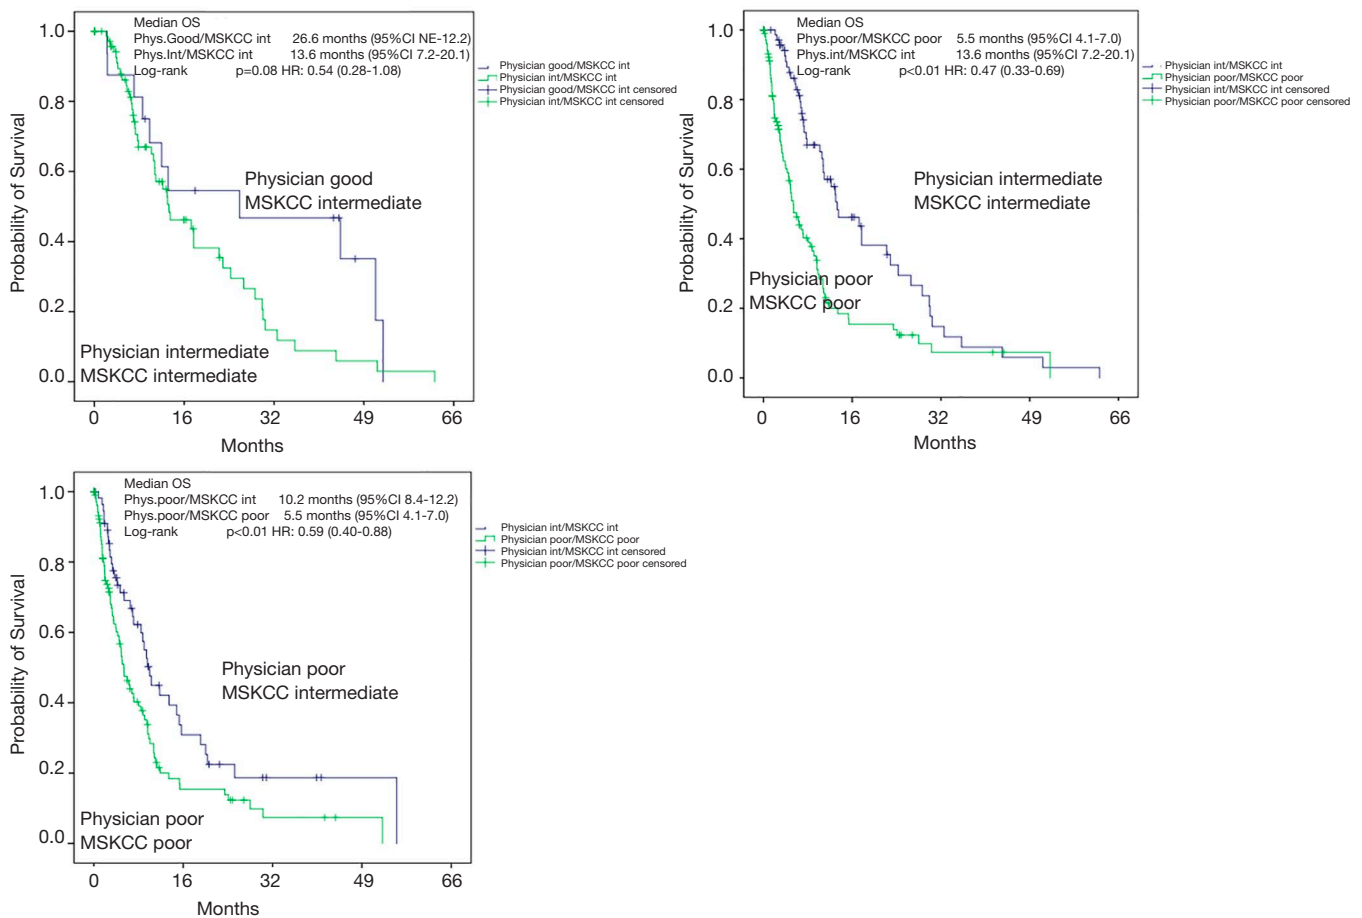 Median OS
Phys.Good/MSKCC int 26.6 months (95%CI NE-12.2)
Phys.Int/MSKCC int 13.6 months (95%CI 7.2-20.1)
Log-rank p=0.08 HR: 0.54 (0.28-1.08)
Physician good/MSKCC int
Physician int/MSKCC int
Physician good/MSKCC int censored
Physician int/MSKCC int censored
Physician good
MSKCC intermediate
Physician intermediate
MSKCC intermediate
Probability of Survival
1.0
0.8
0.6
0.4
0.2
0.0
0 16 32 49 66
Months
Median OS
Phys.poor/MSKCC poor 5.5 months (95%CI 4.1-7.0)
Phys.int/MSKCC int 13.6 months (95%CI 7.2-20.1)
Log-rank p<0.01 HR: 0.47 (0.33-0.69)
Physician int/MSKCC int
Physician poor/MSKCC poor
Physician int/MSKCC int censored
Physician poor/MSKCC poor censored
Physician intermediate
MSKCC intermediate
Physician poor
MSKCC poor
Probability of Survival
1.0
0.8
0.6
0.4
0.2
0.0
0 16 32 49 66
Months
Median OS
Phys.poor/MSKCC int 10.2 months (95%CI 8.4-12.2)
Phys.poor/MSKCC poor 5.5 months (95%CI 4.1-7.0)
Log-rank p<0.01 HR: 0.59 (0.40-0.88)
Physician int/MSKCC int
Physician poor/MSKCC poor
Physician int/MSKCC int censored
Physician poor/MSKCC poor censored
Physician poor
MSKCC intermediate
Physician poor
MSKCC poor
Probability of Survival
1.0
0.8
0.6
0.4
0.2
0.0
0 16 32 49 66
Months